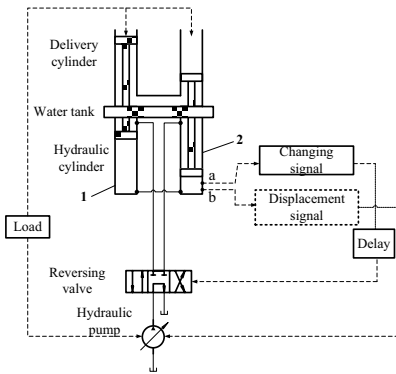 Delivery
cylinder
Water tank
2
Hydraulic
cylinder
Changing
signal
a
1
b
Displacement
signal
Load
Delay
Reversing
valve
Hydraulic
pump